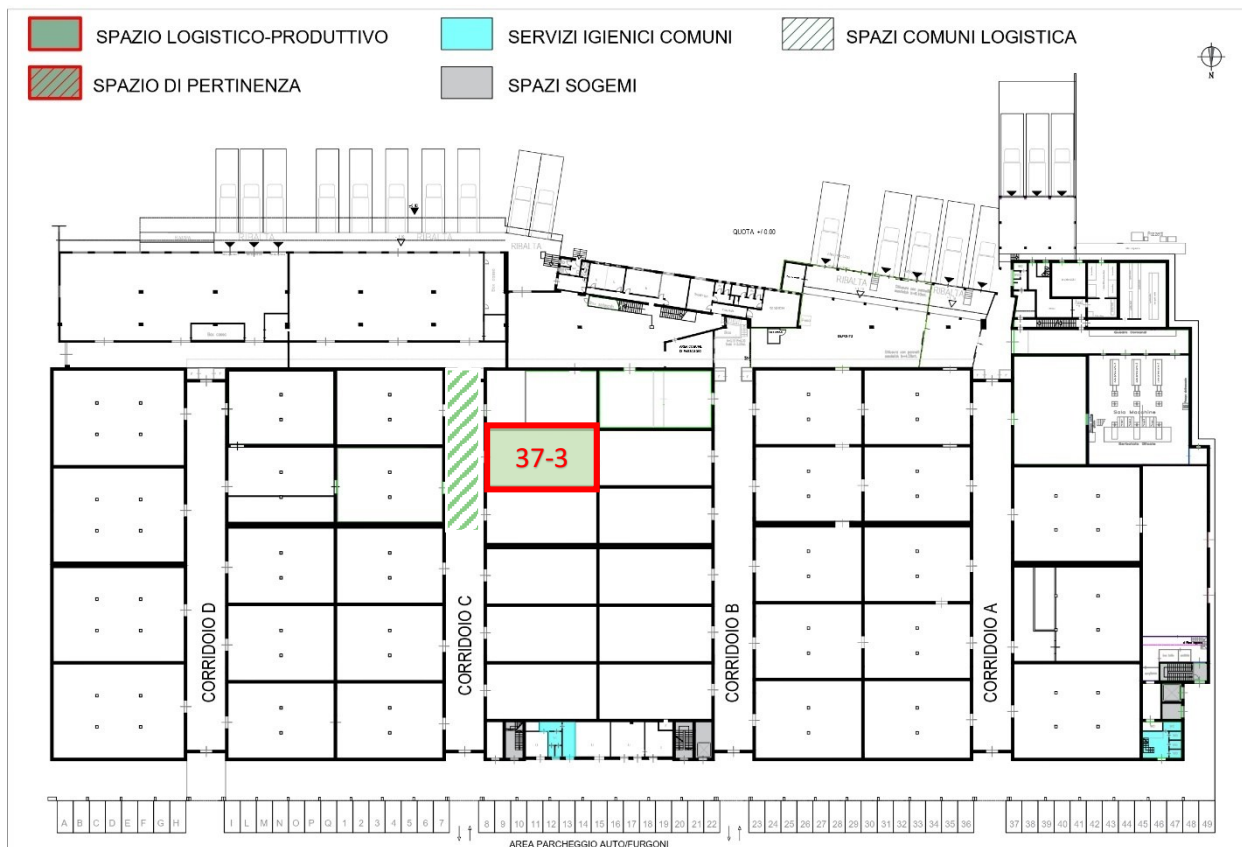 SPAZIO LOGISTICO-PRODUTTIVO
SERVIZI IGIENICI COMUNI
SPAZI COMUNI LOGISTICA
SPAZIO DI PERTINENZA
SPAZI SOGEMI
N
RIBALTA
RIBALTA
RIBALTA
QUOTA +/ 0.00
RIBALTA
RIBALTA
Sala Macchine
37-3
CORRIDOIO D
CORRIDOIO C
CORRIDOIO B
CORRIDOIO A
A B C D E F G H I L M N O P Q 1 2 3 4 5 6 7 8 9 10 11 12 13 14 15 16 17 18 19 20 21 22 23 24 25 26 27 28 29 30 31 32 33 34 35 36 37 38 39 40 41 42 43 44 45 46 47 48 49
AREA PARCHEGGIO AUTO/FURGONI